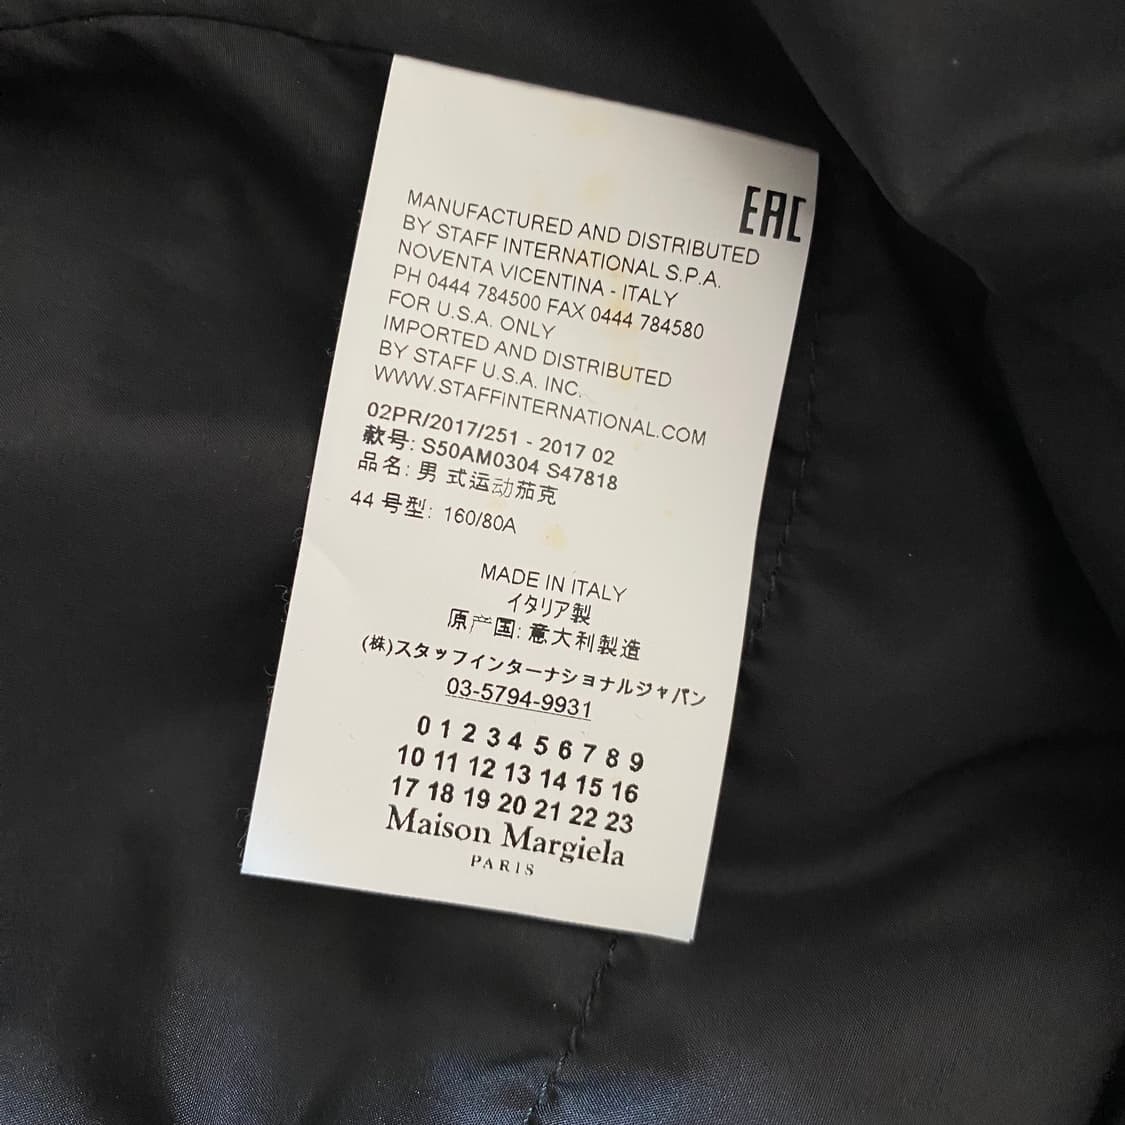 EAC
MANUFACTURED AND DISTRIBUTED
BY STAFF INTERNATIONAL S.P.A.
NOVENTA VICENTINA - ITALY
PH 0444 784500 FAX 0444 784580
FOR U.S.A. ONLY
IMPORTED AND DISTRIBUTED
BY STAFF U.S.A. INC.
WWW.STAFFINTERNATIONAL.COM
02PR/2017/251 - 2017 02
款号: S50AM0304 S47818
品名: 男 式运动茄克
44 号型: 160/80A
MADE IN ITALY
イタリア製
原产国: 意大利製造
(株)スタッフインターナショナルジャパン
03-5794-9931
0 1 2 3 4 5 6 7 8 9
10 11 12 13 14 15 16
17 18 19 20 21 22 23
Maison Margiela
PARIS